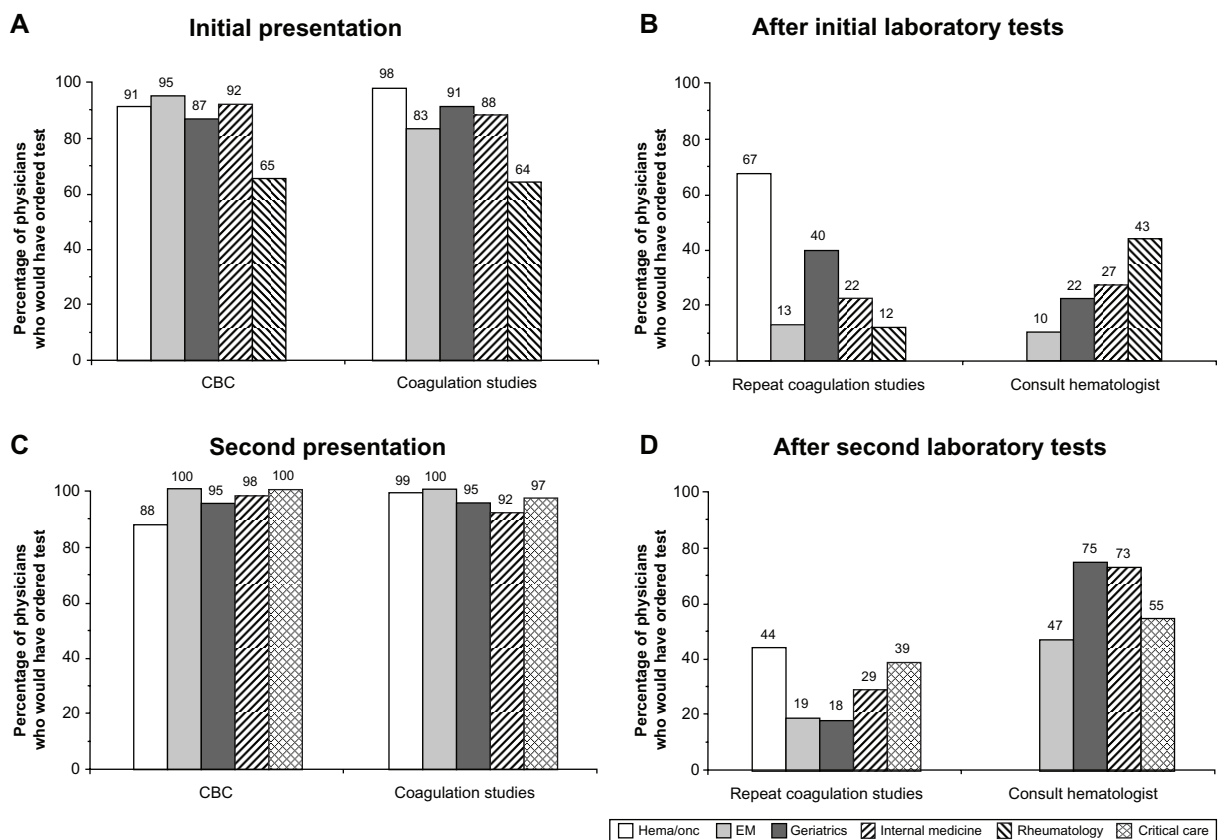 A
Initial presentation
Percentage of physicians
who would have ordered test
100
80
60
40
20
0
91
95
87
92
65
98
83
91
88
64
CBC
Coagulation studies
B
After initial laboratory tests
Percentage of physicians
who would have ordered test
100
80
60
40
20
0
67
13
40
22
12
10
22
27
43
Repeat coagulation studies
Consult hematologist
C
Second presentation
Percentage of physicians
who would have ordered test
100
80
60
40
20
0
88
100
95
98
100
99
100
95
92
97
CBC
Coagulation studies
D
After second laboratory tests
Percentage of physicians
who would have ordered test
100
80
60
40
20
0
44
19
18
29
39
47
75
73
55
Repeat coagulation studies
Consult hematologist
Hema/onc EM Geriatrics Internal medicine Rheumatology Critical care